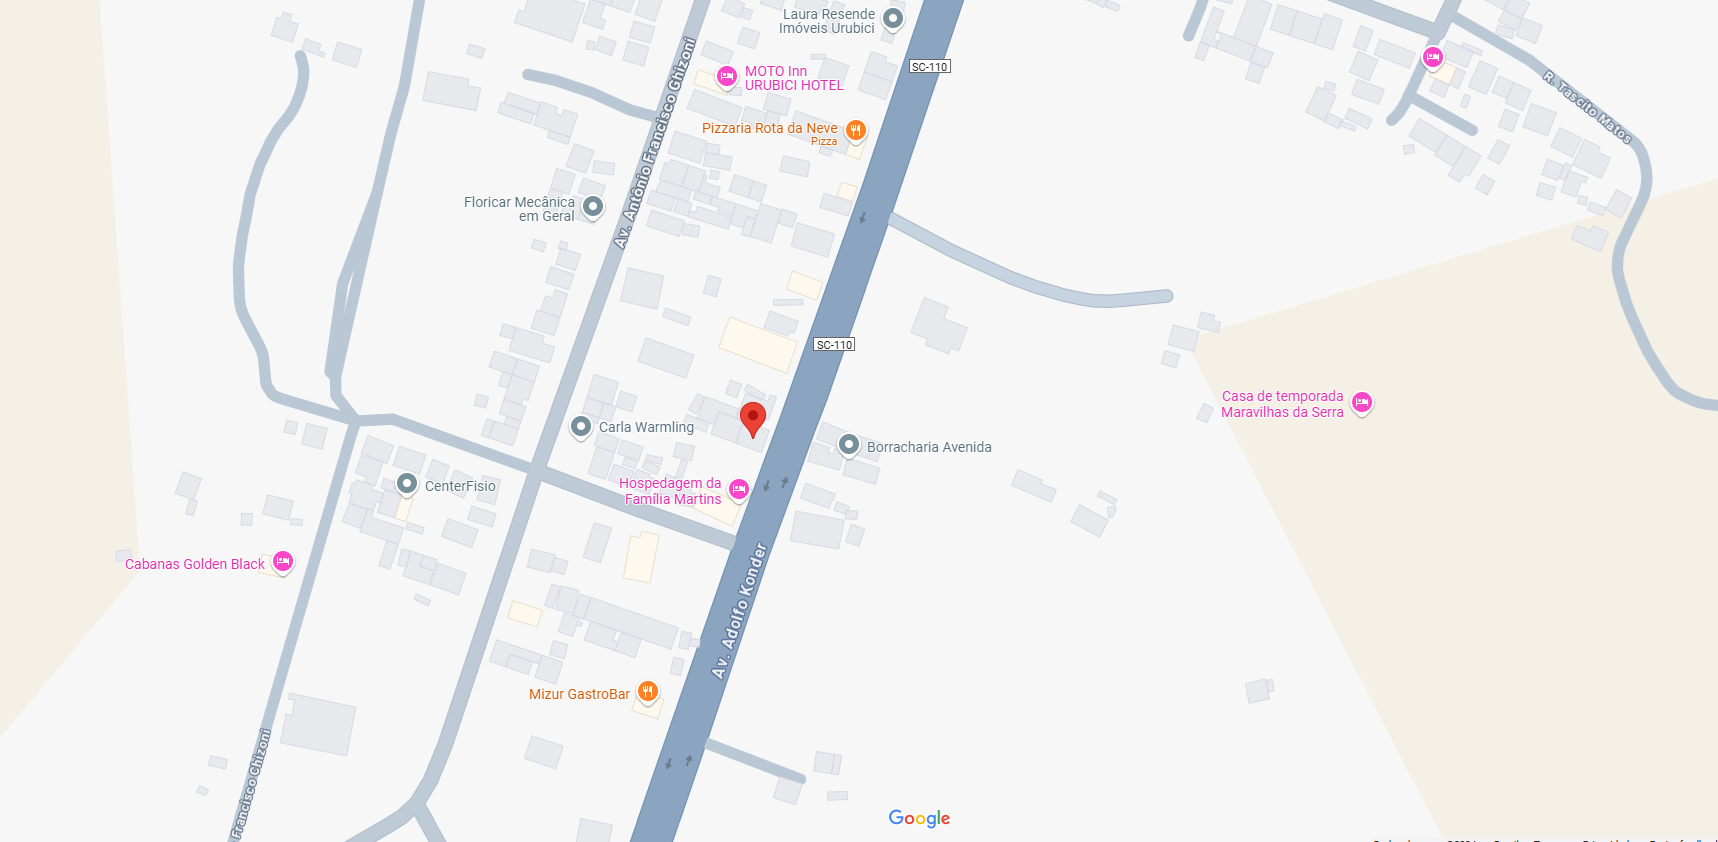 Laura Resende
Imóveis Urubici
SC-110
MOTO Inn
URUBICI HOTEL
Av. Antônio Francisco Ghizoni
R. Tascito Matos
Pizzaria Rota da Neve
Pizza
Floricar Mecânica
em Geral
SC-110
Casa de temporada
Maravilhas da Serra
Carla Warmling
Borracharia Avenida
CenterFisio
Hospedagem da
Família Martins
Cabanas Golden Black
Av. Adolfo Konder
Mizur GastroBar
Francisco Ghizoni
Google